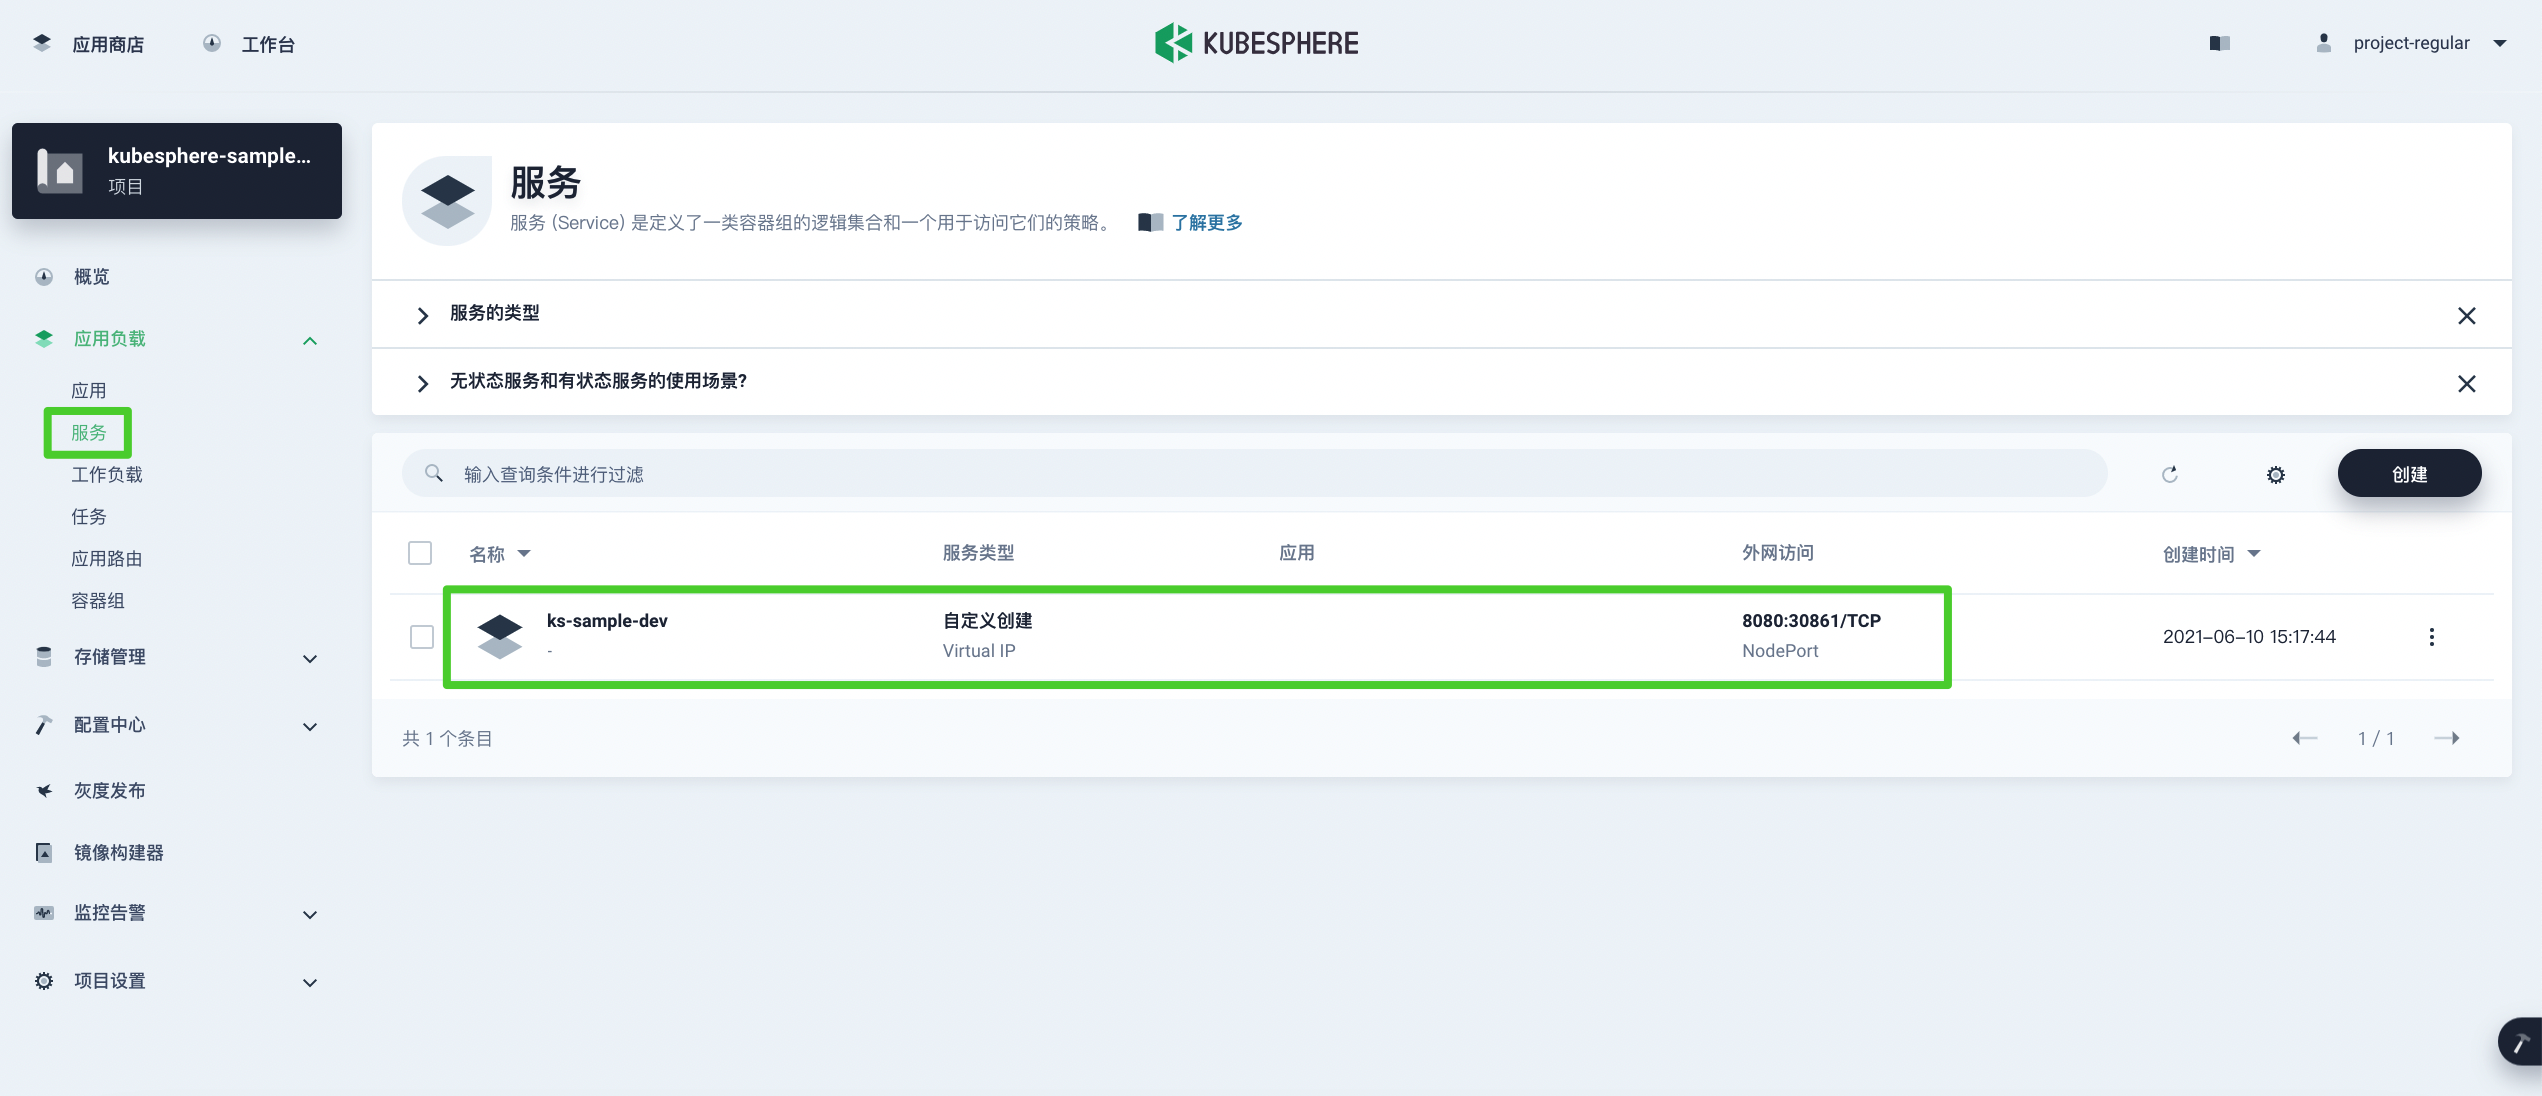 应用商店
工作台
KUBESPHERE
project-regular
kubesphere-sample...
项目
概览
应用负载
应用
服务
工作负载
任务
应用路由
容器组
存储管理
配置中心
灰度发布
镜像构建器
监控告警
项目设置
服务
服务 (Service) 是定义了一类容器组的逻辑集合和一个用于访问它们的策略。 了解更多
服务的类型
无状态服务和有状态服务的使用场景?
输入查询条件进行过滤
创建
名称 服务类型 应用 外网访问 创建时间
ks-sample-dev 自定义创建 8080:30861/TCP 2021-06-10 15:17:44
- Virtual IP NodePort
共 1 个条目
1 / 1